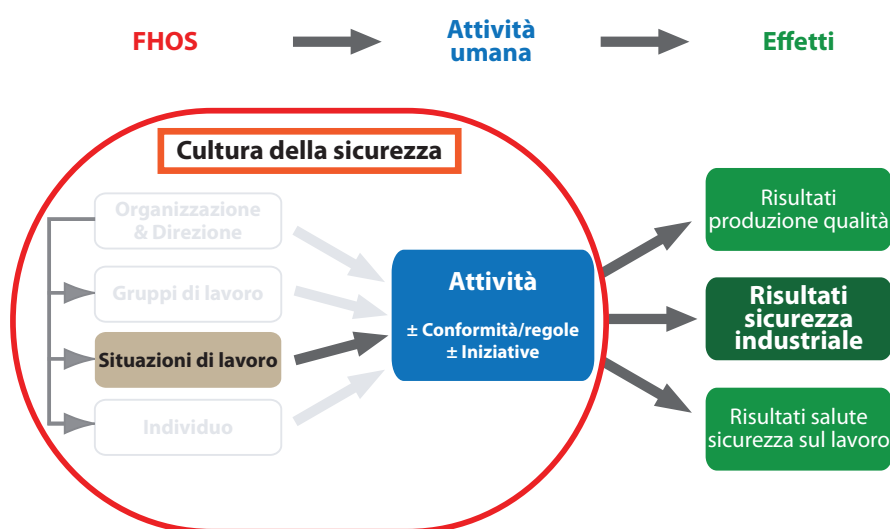 FHOS
Attività
umana
Effetti
Cultura della sicurezza
Organizzazione
& Direzione
Gruppi di lavoro
Situazioni di lavoro
Individuo
Attività
± Conformità/regole
± Iniziative
Risultati
produzione qualità
Risultati
sicurezza
industriale
Risultati salute
sicurezza sul lavoro